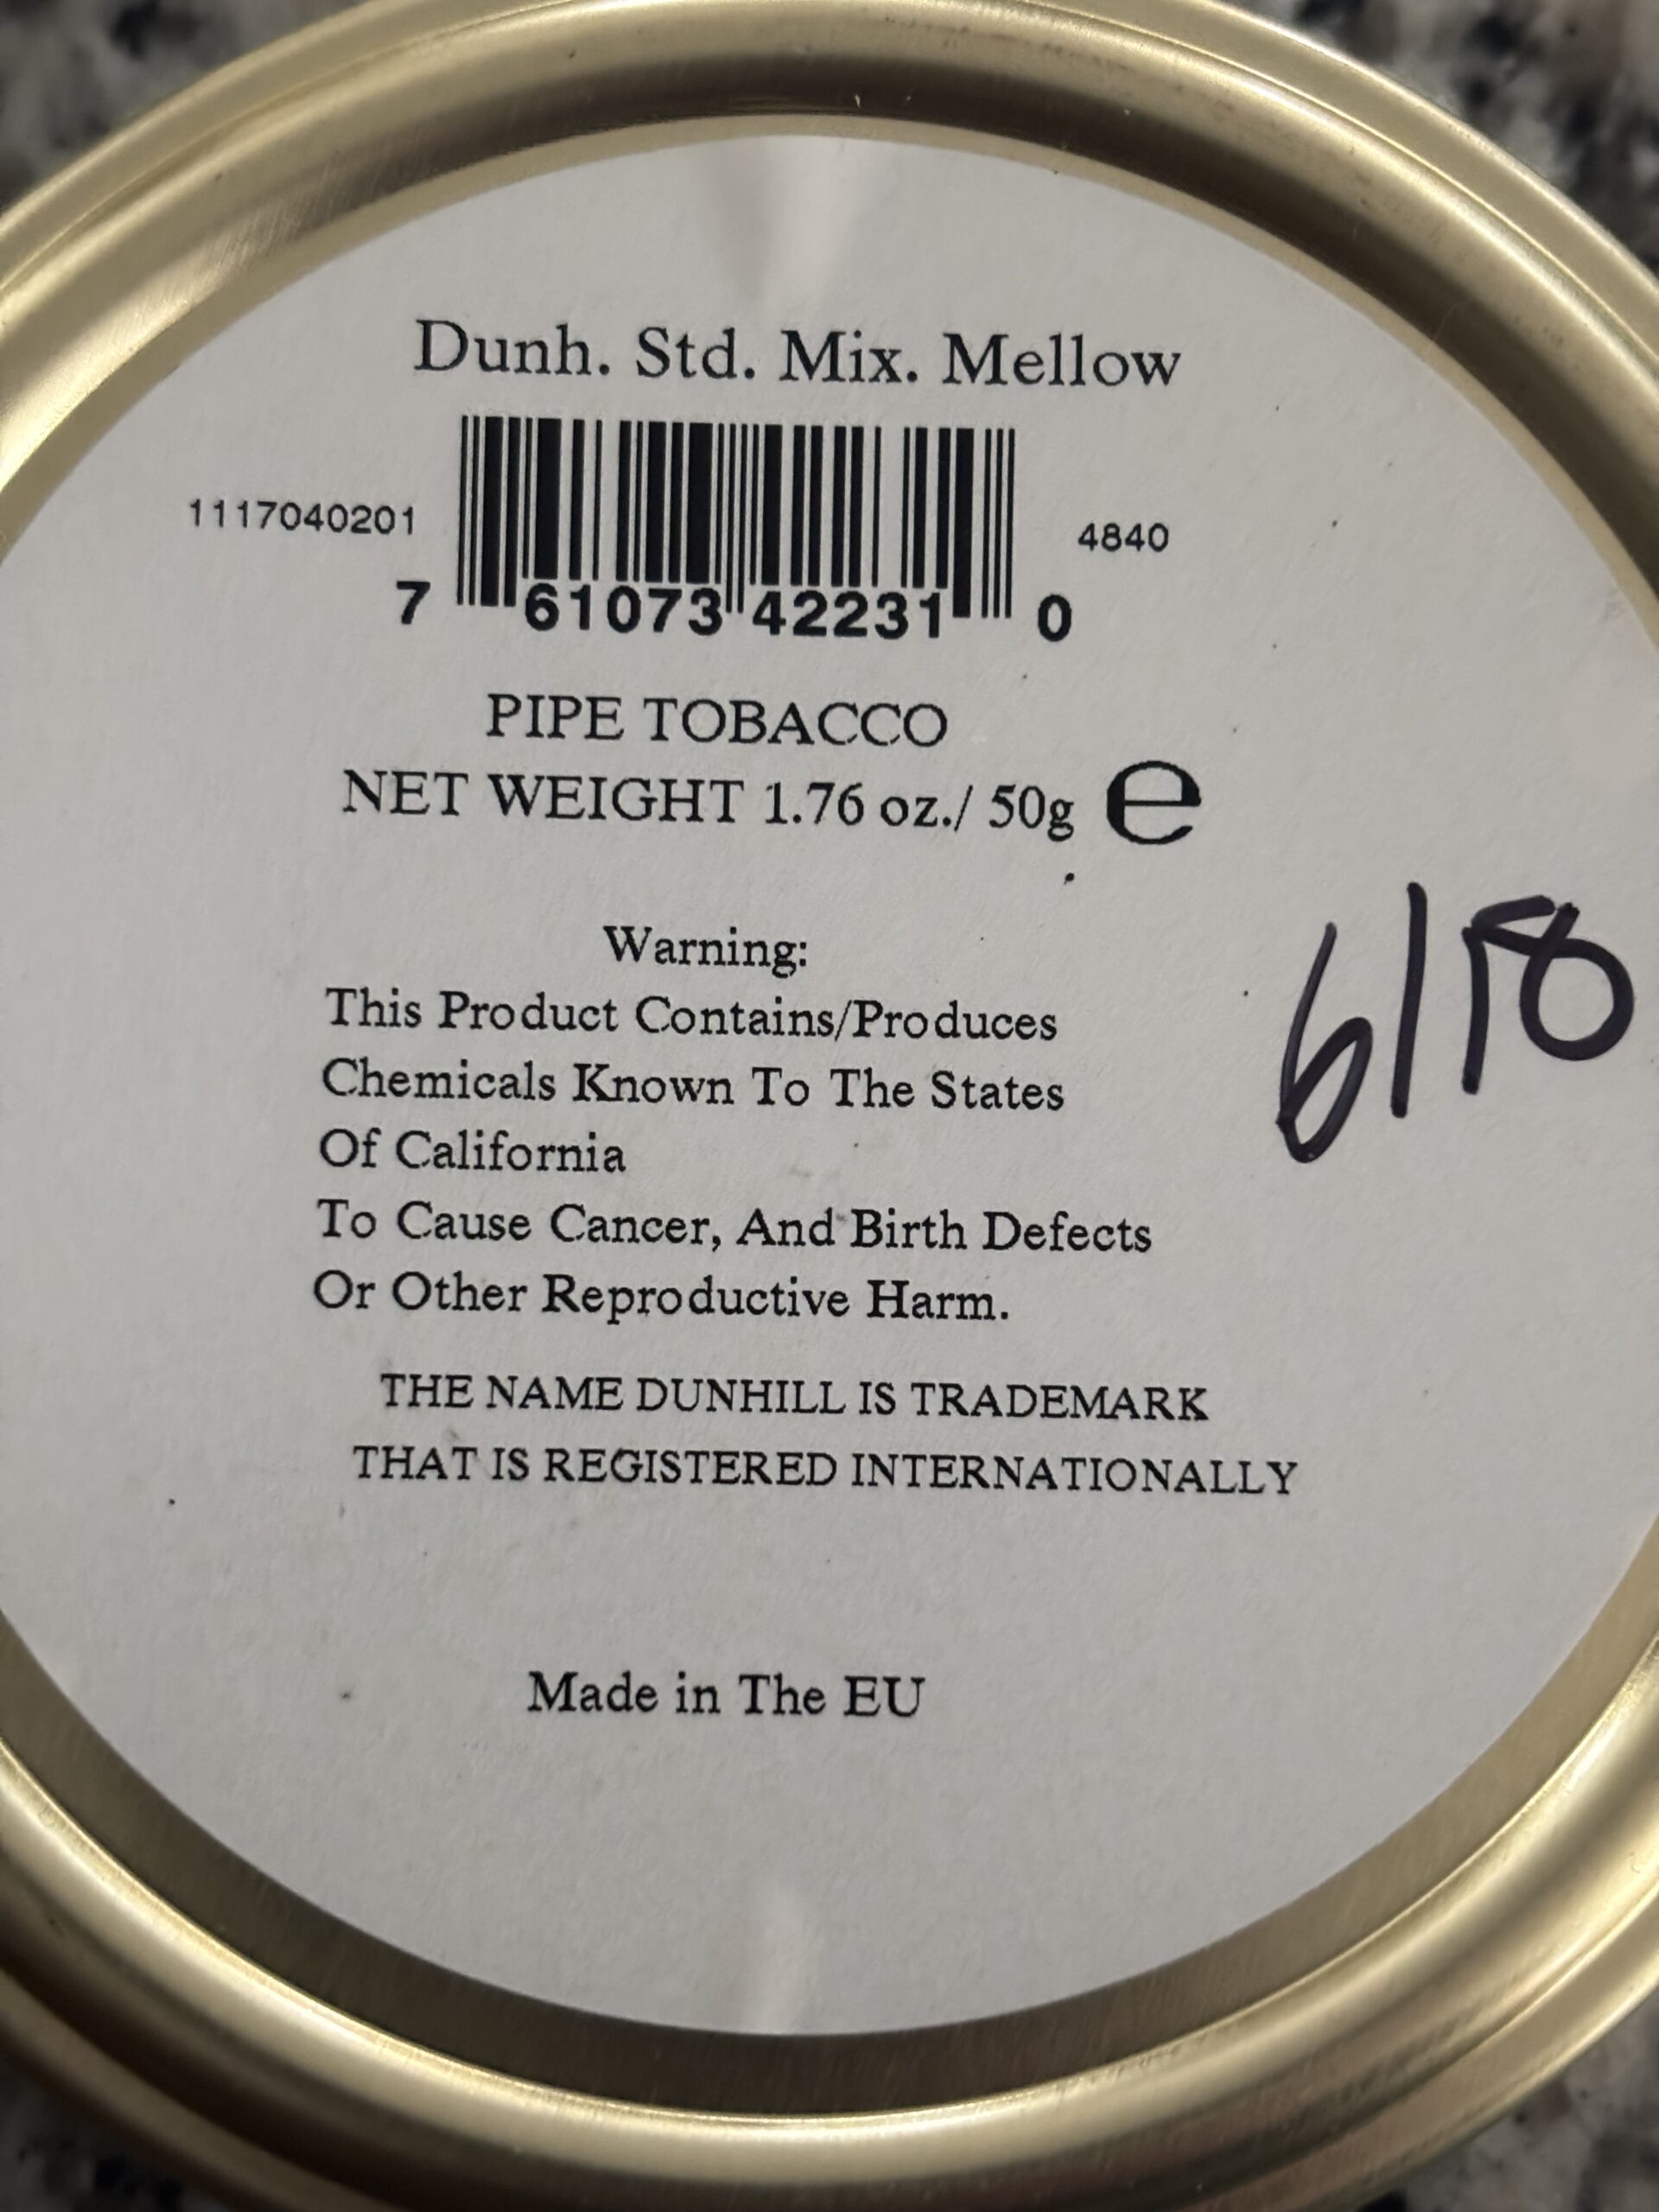 Dunh. Std. Mix. Mellow
1117040201
4840
7 61073 42231 0
PIPE TOBACCO
NET WEIGHT 1.76 oz./ 50g e
6/18
Warning:
This Product Contains/Produces
Chemicals Known To The States
Of California
To Cause Cancer, And Birth Defects
Or Other Reproductive Harm.
THE NAME DUNHILL IS TRADEMARK
THAT IS REGISTERED INTERNATIONALLY
Made in The EU